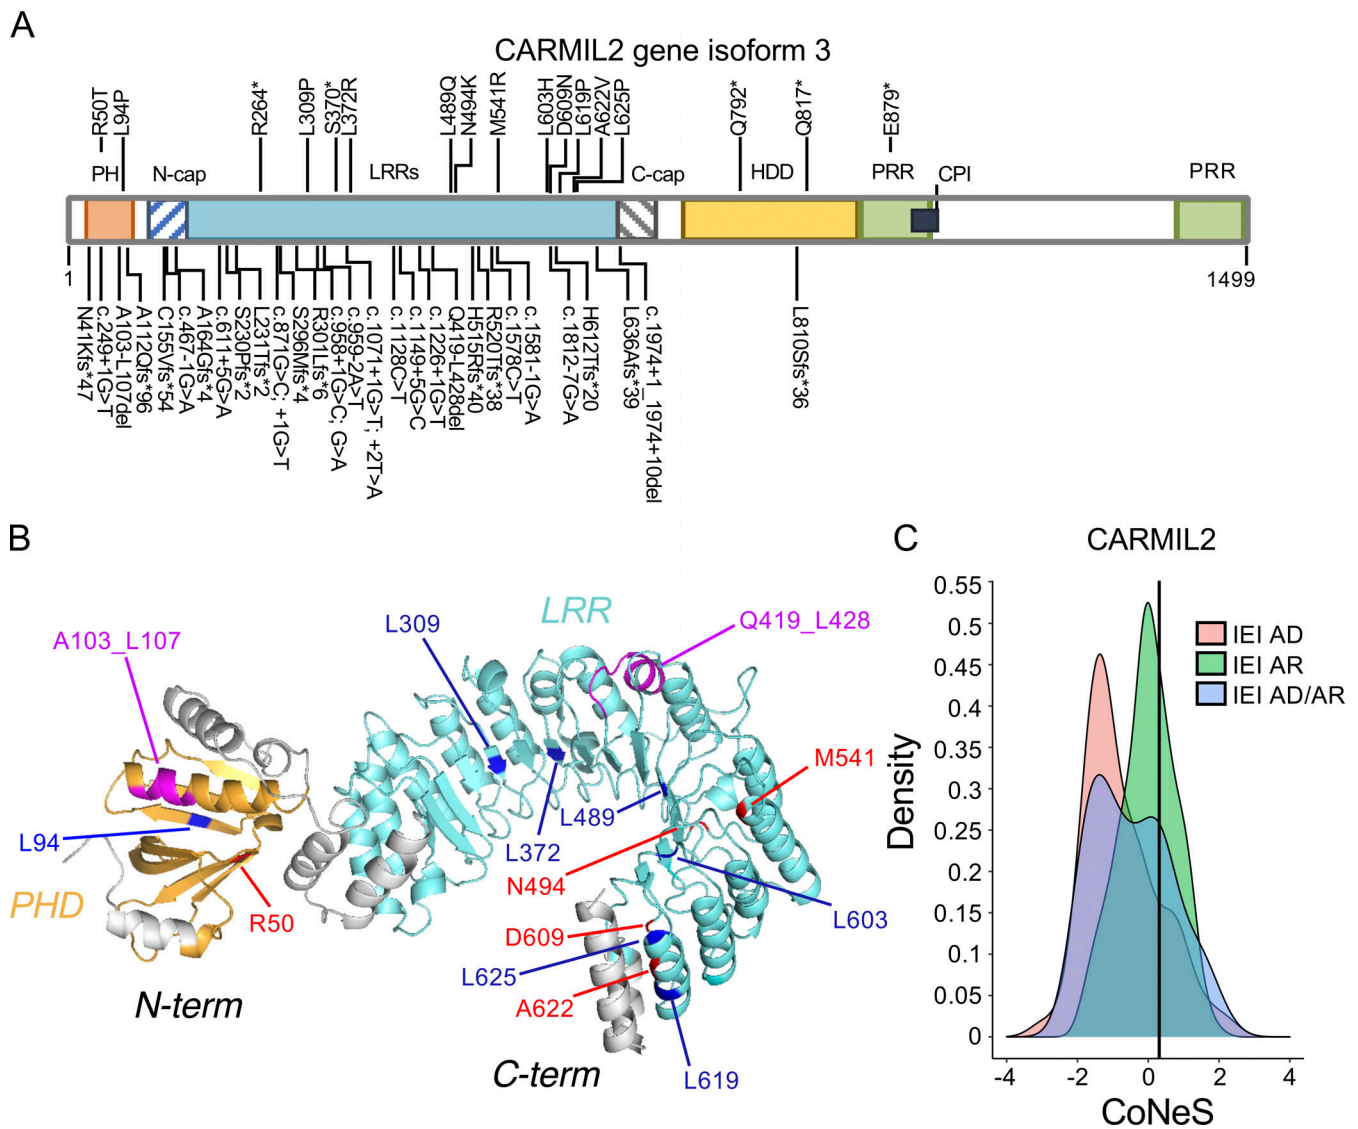 A
CARMIL2 gene isoform 3
R50T
L94P
R264*
L309P
S370*
L372R
L489Q
N494K
M541R
L603H
D609N
L619P
A622V
L625P
Q792*
Q817*
E879*
PH
N-cap
LRRs
C-cap
HDD
PRR
CPI
PRR
1
1499
N41Kfs*47
c.249+1G>T
A103-L107del
A112Qfs*96
C155Vfs*54
c.467-1G>A
A164Gfs*4
c.611+5G>A
S230Pfs*2
L231Tfs*2
c.871G>C; +1G>T
S296Mfs*4
R301Lfs*6
c.958+1G>C; G>A
c.959-2A>T
c.1071+1G>T; +2T>A
c.1128C>T
c.1149+5G>C
c.1226+1G>T
Q419-L428del
H515Rfs*40
R520Tfs*38
c.1578C>T
c.1581-1G>A
c.1812-7G>A
H612Tfs*20
L636Afs*39
c.1974+1_1974+10del
L810Sfs*36
B
A103_L107
L309
LRR
Q419_L428
M541
L94
L489
L372
N494
PHD
R50
D609
L603
L625
A622
N-term
C-term
L619
C
CARMIL2
0.55
0.5
0.45
0.4
0.35
0.3
0.25
0.2
0.15
0.1
0.05
0
Density
IEI AD
IEI AR
IEI AD/AR
-4 -2 0 2 4
CoNeS